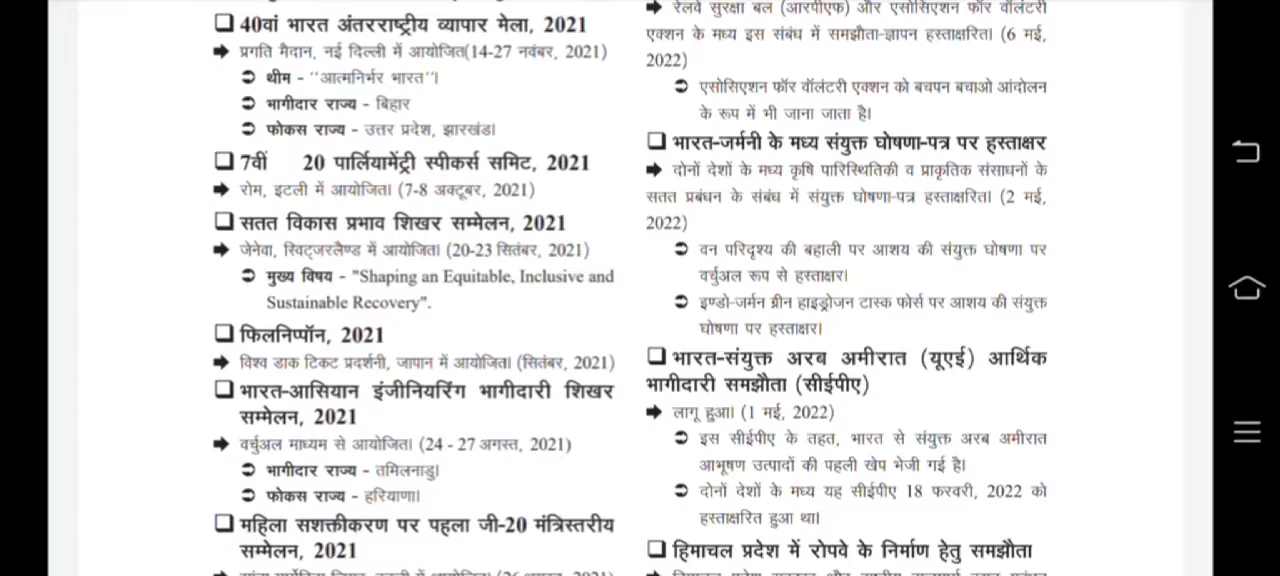 ❑ 40वां भारत अंतरराष्ट्रीय व्यापार मेला, 2021
➡ प्रगति मैदान, नई दिल्ली में आयोजित(14-27 नवंबर, 2021)
➲ थीम - "आत्मनिर्भर भारत"।
➲ भागीदार राज्य - बिहार
➲ फोकस राज्य - उत्तर प्रदेश, झारखंड।
❑ 7वीं 20 पार्लियामेंट्री स्पीकर्स समिट, 2021
➡ रोम, इटली में आयोजित। (7-8 अक्टूबर, 2021)
❑ सतत विकास प्रभाव शिखर सम्मेलन, 2021
➡ जेनेवा, स्विट्जरलैण्ड में आयोजित। (20-23 सितंबर, 2021)
➲ मुख्य विषय - "Shaping an Equitable, Inclusive and
Sustainable Recovery".
❑ फिलनिप्पॉन, 2021
➡ विश्व डाक टिकट प्रदर्शनी, जापान में आयोजित। (सितंबर, 2021)
❑ भारत-आसियान इंजीनियरिंग भागीदारी शिखर
सम्मेलन, 2021
➡ वर्चुअल माध्यम से आयोजित। (24 - 27 अगस्त, 2021)
➲ भागीदार राज्य - तमिलनाडु।
➲ फोकस राज्य - हरियाणा।
❑ महिला सशक्तीकरण पर पहला जी-20 मंत्रिस्तरीय
सम्मेलन, 2021
➡ रेलवे सुरक्षा बल (आरपीएफ) और एसोसिएशन फॉर वॉलंटरी
एक्शन के मध्य इस संबंध में समझौता-ज्ञापन हस्ताक्षरित। (6 मई,
2022)
➲ एसोसिएशन फॉर वॉलंटरी एक्शन को बचपन बचाओ आंदोलन
के रूप में भी जाना जाता है।
❑ भारत-जर्मनी के मध्य संयुक्त घोषणा-पत्र पर हस्ताक्षर
➡ दोनों देशों के मध्य कृषि पारिस्थितिकी व प्राकृतिक संसाधनों के
सतत प्रबंधन के संबंध में संयुक्त घोषणा-पत्र हस्ताक्षरित। (2 मई,
2022)
➲ वन परिदृश्य की बहाली पर आशय की संयुक्त घोषणा पर
वर्चुअल रूप से हस्ताक्षर।
➲ इण्डो-जर्मन ग्रीन हाइड्रोजन टास्क फोर्स पर आशय की संयुक्त
घोषणा पर हस्ताक्षर।
❑ भारत-संयुक्त अरब अमीरात (यूएई) आर्थिक
भागीदारी समझौता (सीईपीए)
➡ लागू हुआ। (1 मई, 2022)
➲ इस सीईपीए के तहत, भारत से संयुक्त अरब अमीरात
आभूषण उत्पादों की पहली खेप भेजी गई है।
➲ दोनों देशों के मध्य यह सीईपीए 18 फरवरी, 2022 को
हस्ताक्षरित हुआ था।
❑ हिमाचल प्रदेश में रोपवे के निर्माण हेतु समझौता